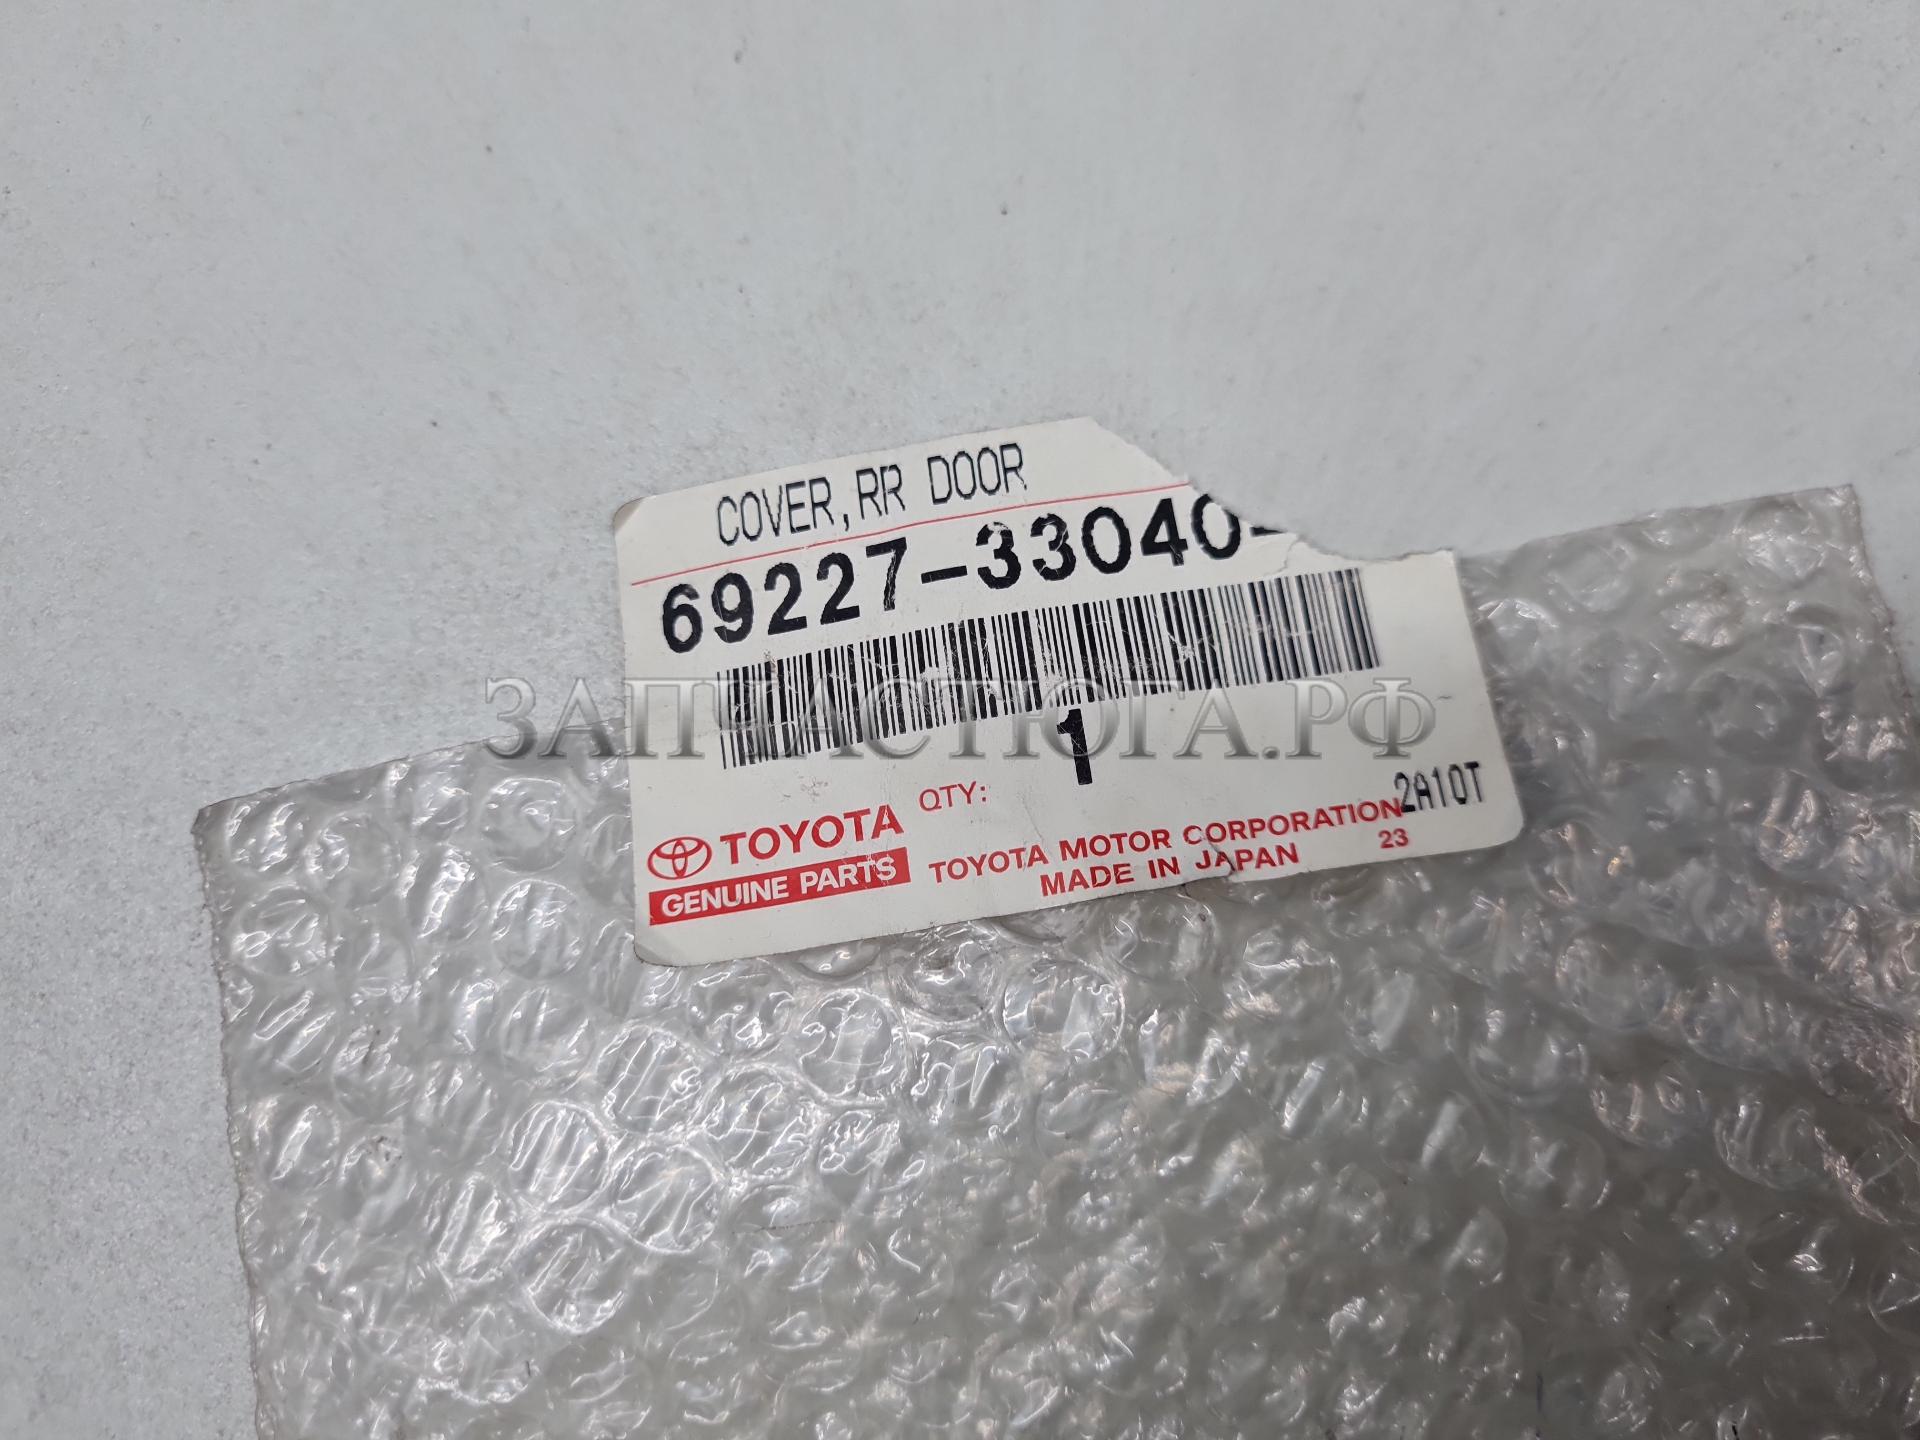 COVER,RR DOOR
69227-33040-
ЗАПЧАСТЮГА.РФ
QTY: 1
2A10T
TOYOTA
GENUINE PARTS
TOYOTA MOTOR CORPORATION
23
MADE IN JAPAN